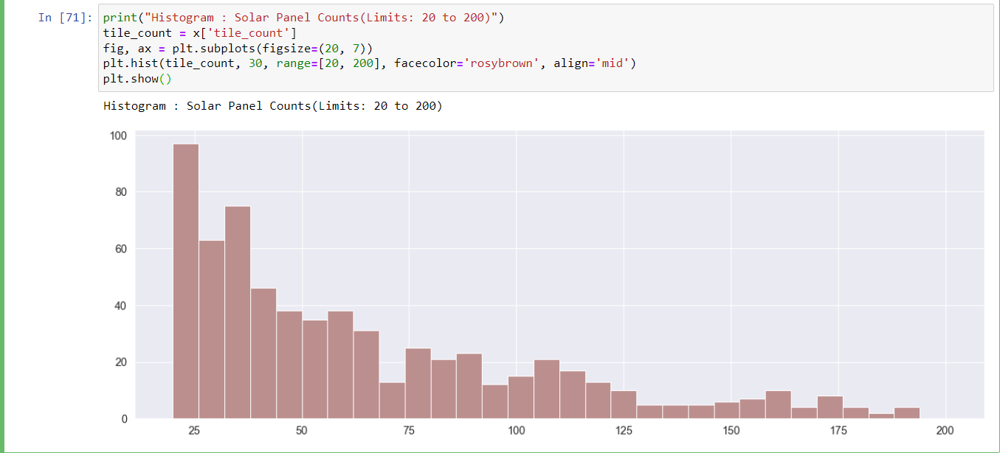 In [71]: print("Histogram : Solar Panel Counts(Limits: 20 to 200)")
tile_count = x['tile_count']
fig, ax = plt.subplots(figsize=(20, 7))
plt.hist(tile_count, 30, range=[20, 200], facecolor='rosybrown', align='mid')
plt.show()
Histogram : Solar Panel Counts(Limits: 20 to 200)
100
80
60
40
20
0
25 50 75 100 125 150 175 200